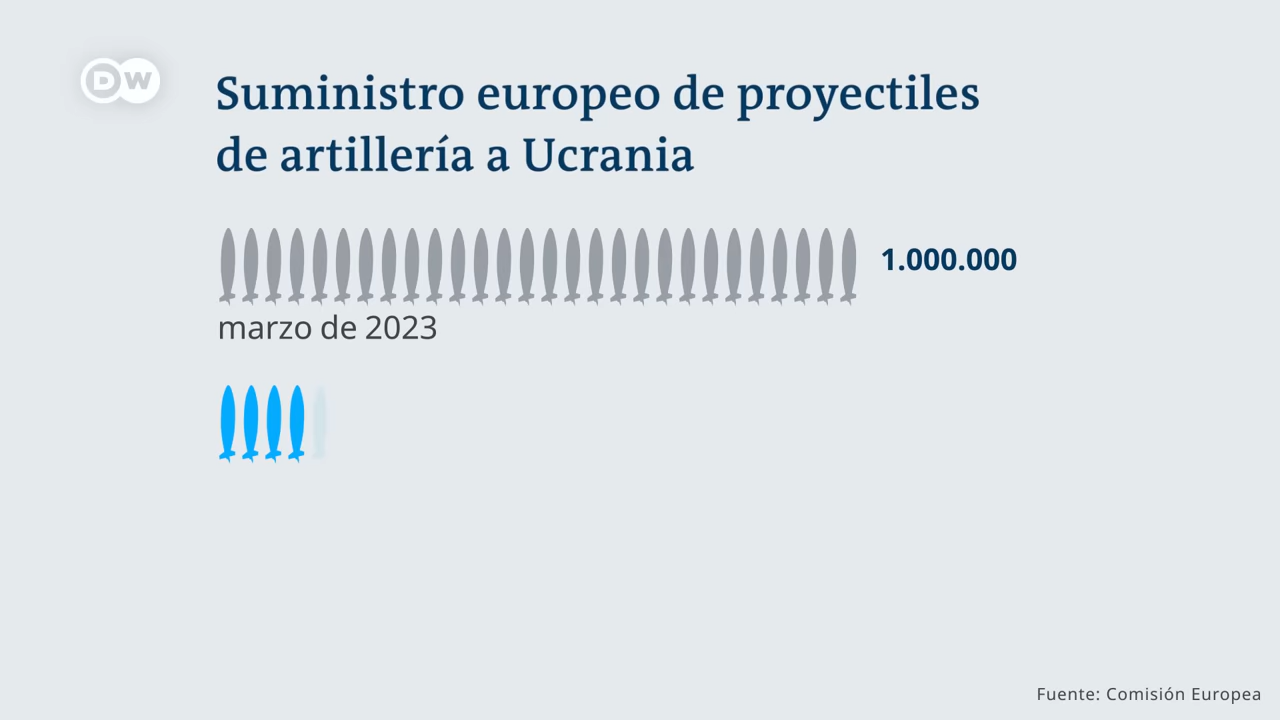 DW
Suministro europeo de proyectiles
de artillería a Ucrania
1.000.000
marzo de 2023
Fuente: Comisión Europea